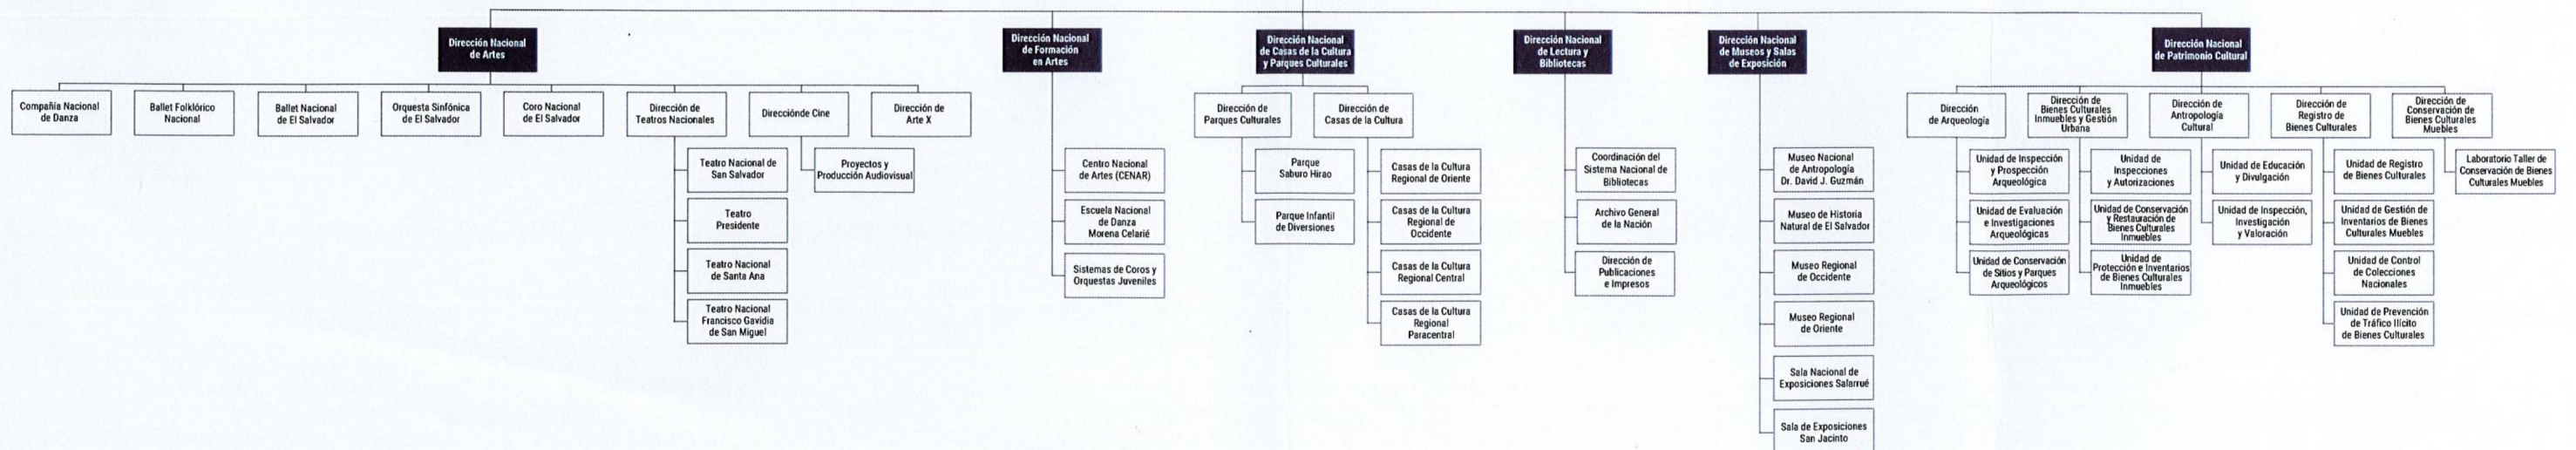 Dirección Nacional
de Artes
Dirección Nacional
de Formación
en Artes
Dirección Nacional
de Casas de la Cultura
y Parques Culturales
Dirección Nacional
de Lectura y
Bibliotecas
Dirección Nacional
de Museos y Salas
de Exposición
Dirección Nacional
de Patrimonio Cultural
Compañía Nacional
de Danza
Ballet Folklórico
Nacional
Ballet Nacional
de El Salvador
Orquesta Sinfónica
de El Salvador
Coro Nacional
de El Salvador
Dirección de
Teatros Nacionales
Direcciónde Cine
Dirección de
Arte X
Teatro Nacional de
San Salvador
Teatro
Presidente
Teatro Nacional
de Santa Ana
Teatro Nacional
Francisco Gavidia
de San Miguel
Proyectos y
Producción Audiovisual
Centro Nacional
de Artes (CENAR)
Escuela Nacional
de Danza
Morena Celarié
Sistemas de Coros y
Orquestas Juveniles
Dirección de
Parques Culturales
Dirección de
Casas de la Cultura
Parque
Saburo Hirao
Parque Infantil
de Diversiones
Casas de la Cultura
Regional de Oriente
Casas de la Cultura
Regional de
Occidente
Casas de la Cultura
Regional Central
Casas de la Cultura
Regional
Paracentral
Coordinación del
Sistema Nacional de
Bibliotecas
Archivo General
de la Nación
Dirección de
Publicaciones
e Impresos
Museo Nacional
de Antropología
Dr. David J. Guzmán
Museo de Historia
Natural de El Salvador
Museo Regional
de Occidente
Museo Regional
de Oriente
Sala Nacional de
Exposiciones Salarrué
Sala de Exposiciones
San Jacinto
Dirección
de Arqueología
Dirección de
Bienes Culturales
Inmuebles y Gestión
Urbana
Dirección de
Antropología
Cultural
Dirección de
Registro de
Bienes Culturales
Dirección de
Conservación de
Bienes Culturales
Muebles
Unidad de Inspección
y Prospección
Arqueológica
Unidad de Evaluación
e Investigaciones
Arqueológicas
Unidad de Conservación
de Sitios y Parques
Arqueológicos
Unidad de
Inspecciones
y Autorizaciones
Unidad de Conservación
y Restauración de
Bienes Culturales
Inmuebles
Unidad de
Protección e Inventarios
de Bienes Culturales
Inmuebles
Unidad de Educación
y Divulgación
Unidad de Inspección,
Investigación
y Valoración
Unidad de Registro
de Bienes Culturales
Unidad de Gestión de
Inventarios de Bienes
Culturales Muebles
Unidad de Control
de Colecciones
Nacionales
Unidad de Prevención
de Tráfico Ilícito
de Bienes Culturales
Laboratorio Taller de
Conservación de Bienes
Culturales Muebles